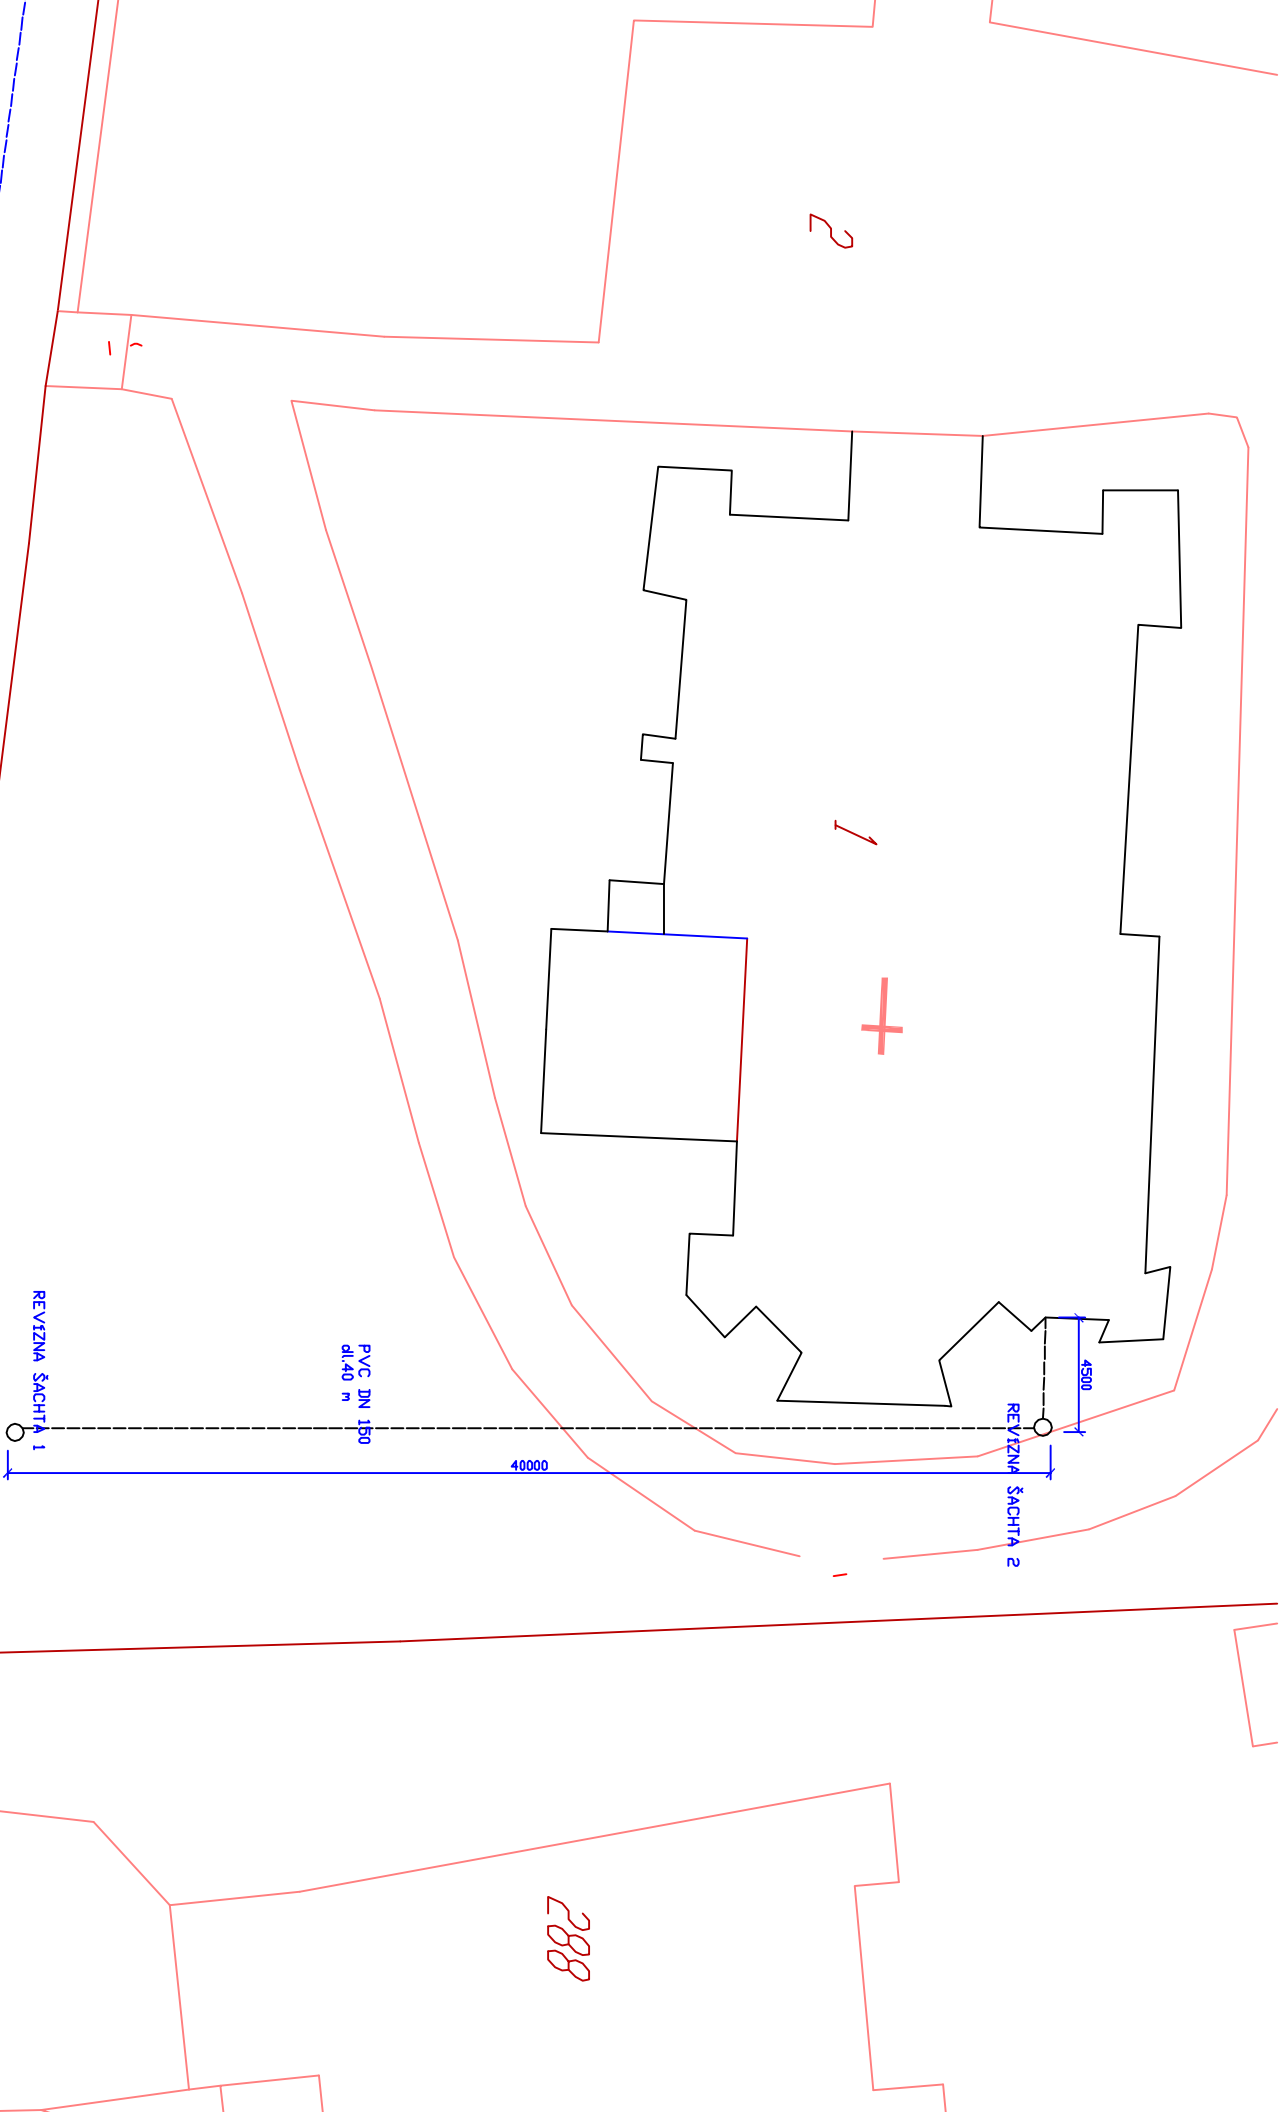 2
1
4500
REVÍZNA ŠACHTA 1
PVC DN 150
dl.40 m
REVÍZNA ŠACHTA 2
40000
288